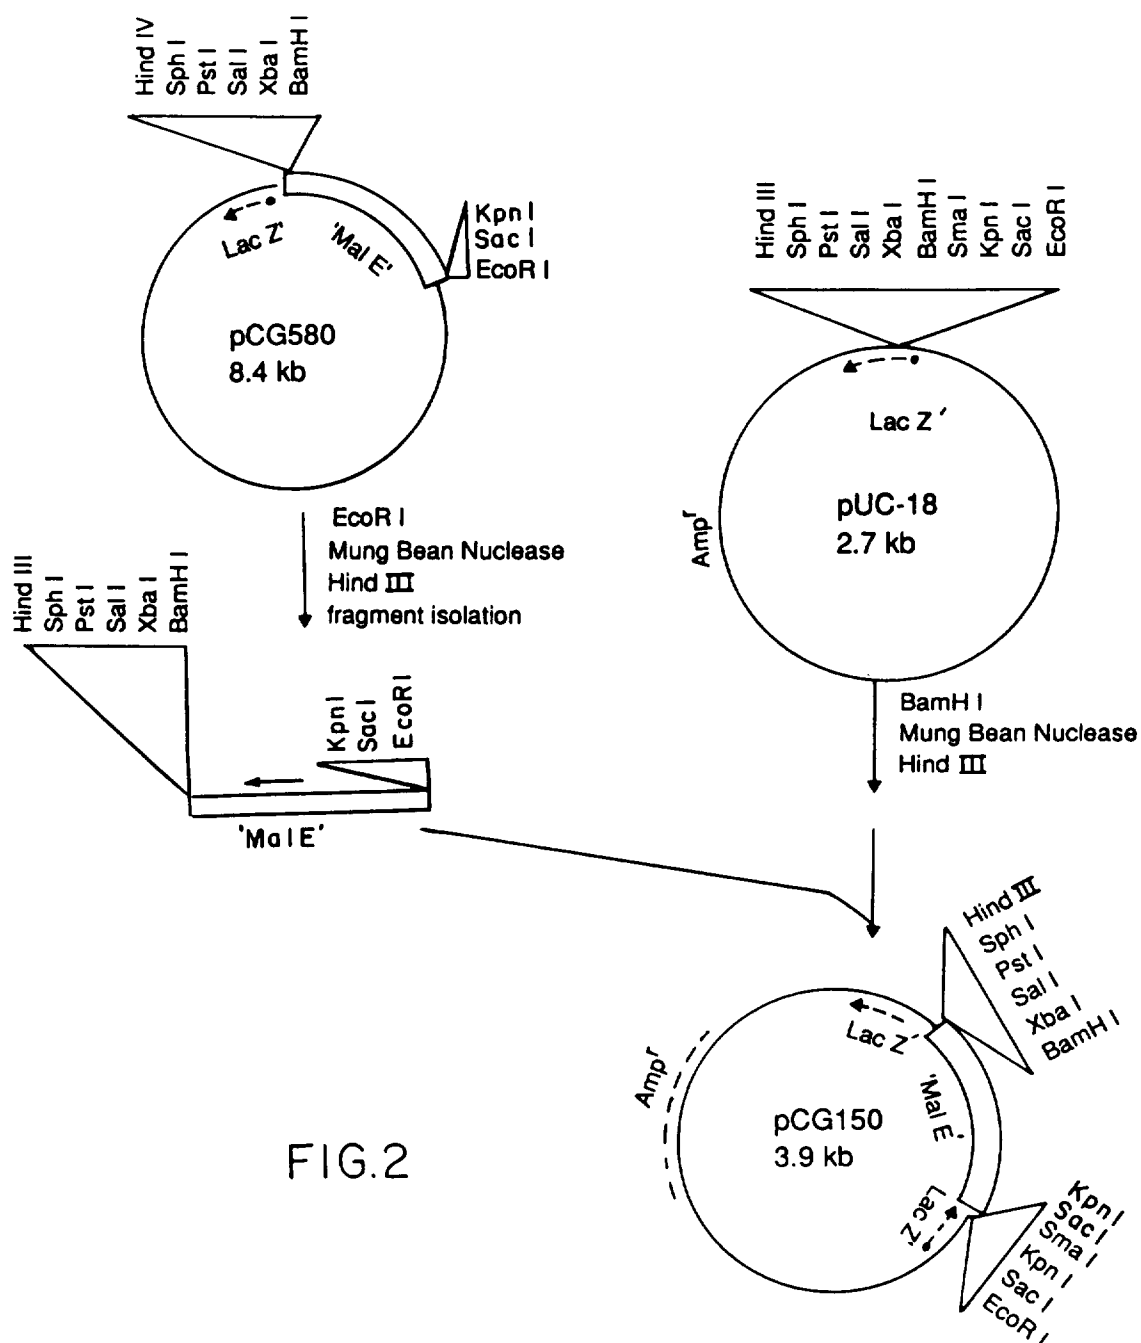 Hind IV
Sph I
Pst I
Sal I
Xba I
BamH I
Kpn I
Sac I
EcoR I
Lac Z'
'Mal E'
pCG580
8.4 kb
Hind III
Sph I
Pst I
Sal I
Xba I
BamH I
Sma I
Kpn I
Sac I
EcoR I
Lac Z'
Ampr
pUC-18
2.7 kb
EcoR I
Mung Bean Nuclease
Hind III
fragment isolation
Hind III
Sph I
Pst I
Sal I
Xba I
BamH I
Kpn I
Sac I
EcoR I
'Mal E'
BamH I
Mung Bean Nuclease
Hind III
Hind III
Sph I
Pst I
Sal I
Xba I
BamH I
Lac Z'
'Mal E'
Ampr
pCG150
3.9 kb
Lac Z'
Kpn I
Sac I
Sma I
Kpn I
Sac I
EcoR I
FIG.2